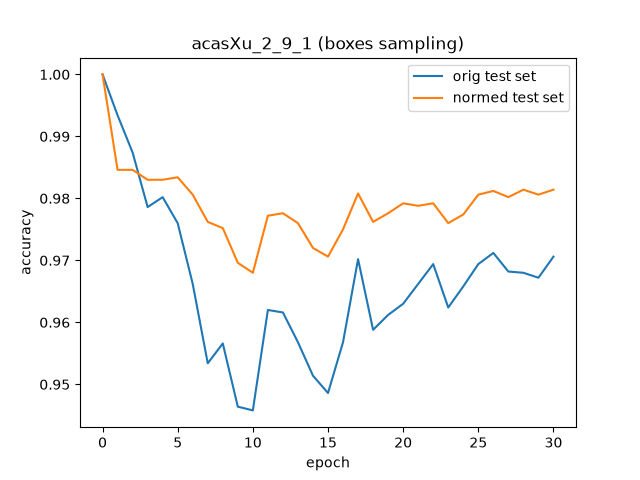 acasXu_2_9_1 (boxes sampling)
orig test set
normed test set
1.00
0.99
0.98
0.97
0.96
0.95
accuracy
0 5 10 15 20 25 30
epoch